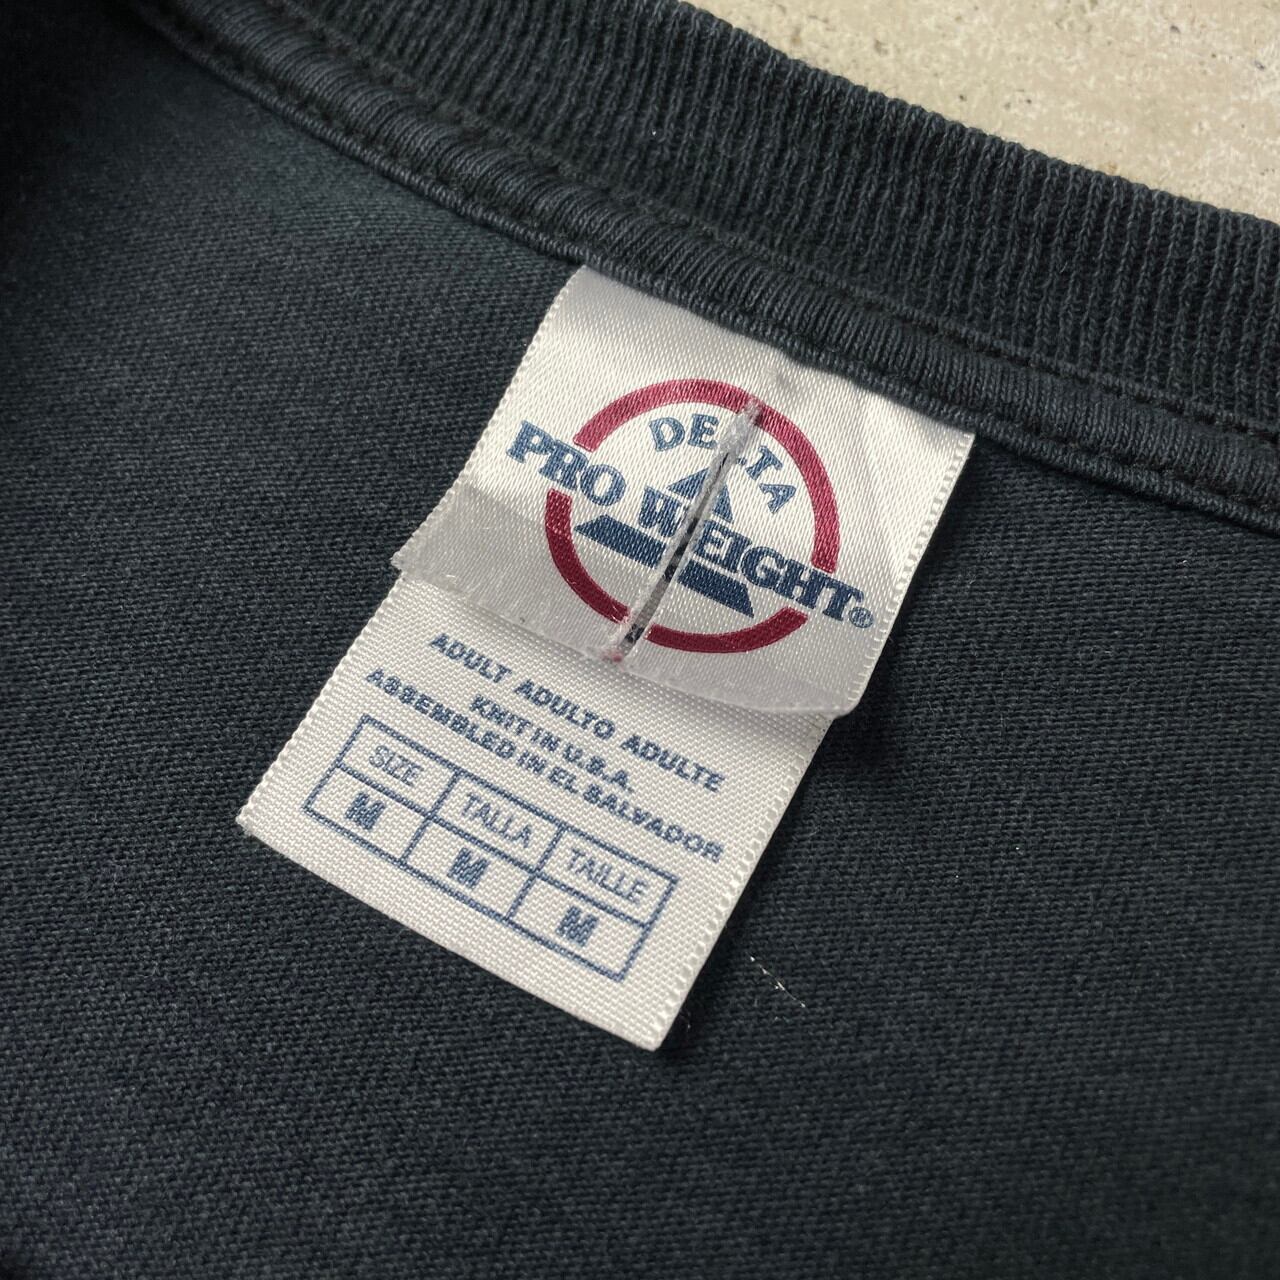 DELTA
PRO WEIGHT®
ADULT ADULTO ADULTE
KNIT IN U.S.A.
ASSEMBLED IN EL SALVADOR
SIZE TALLA TAILLE
M M M